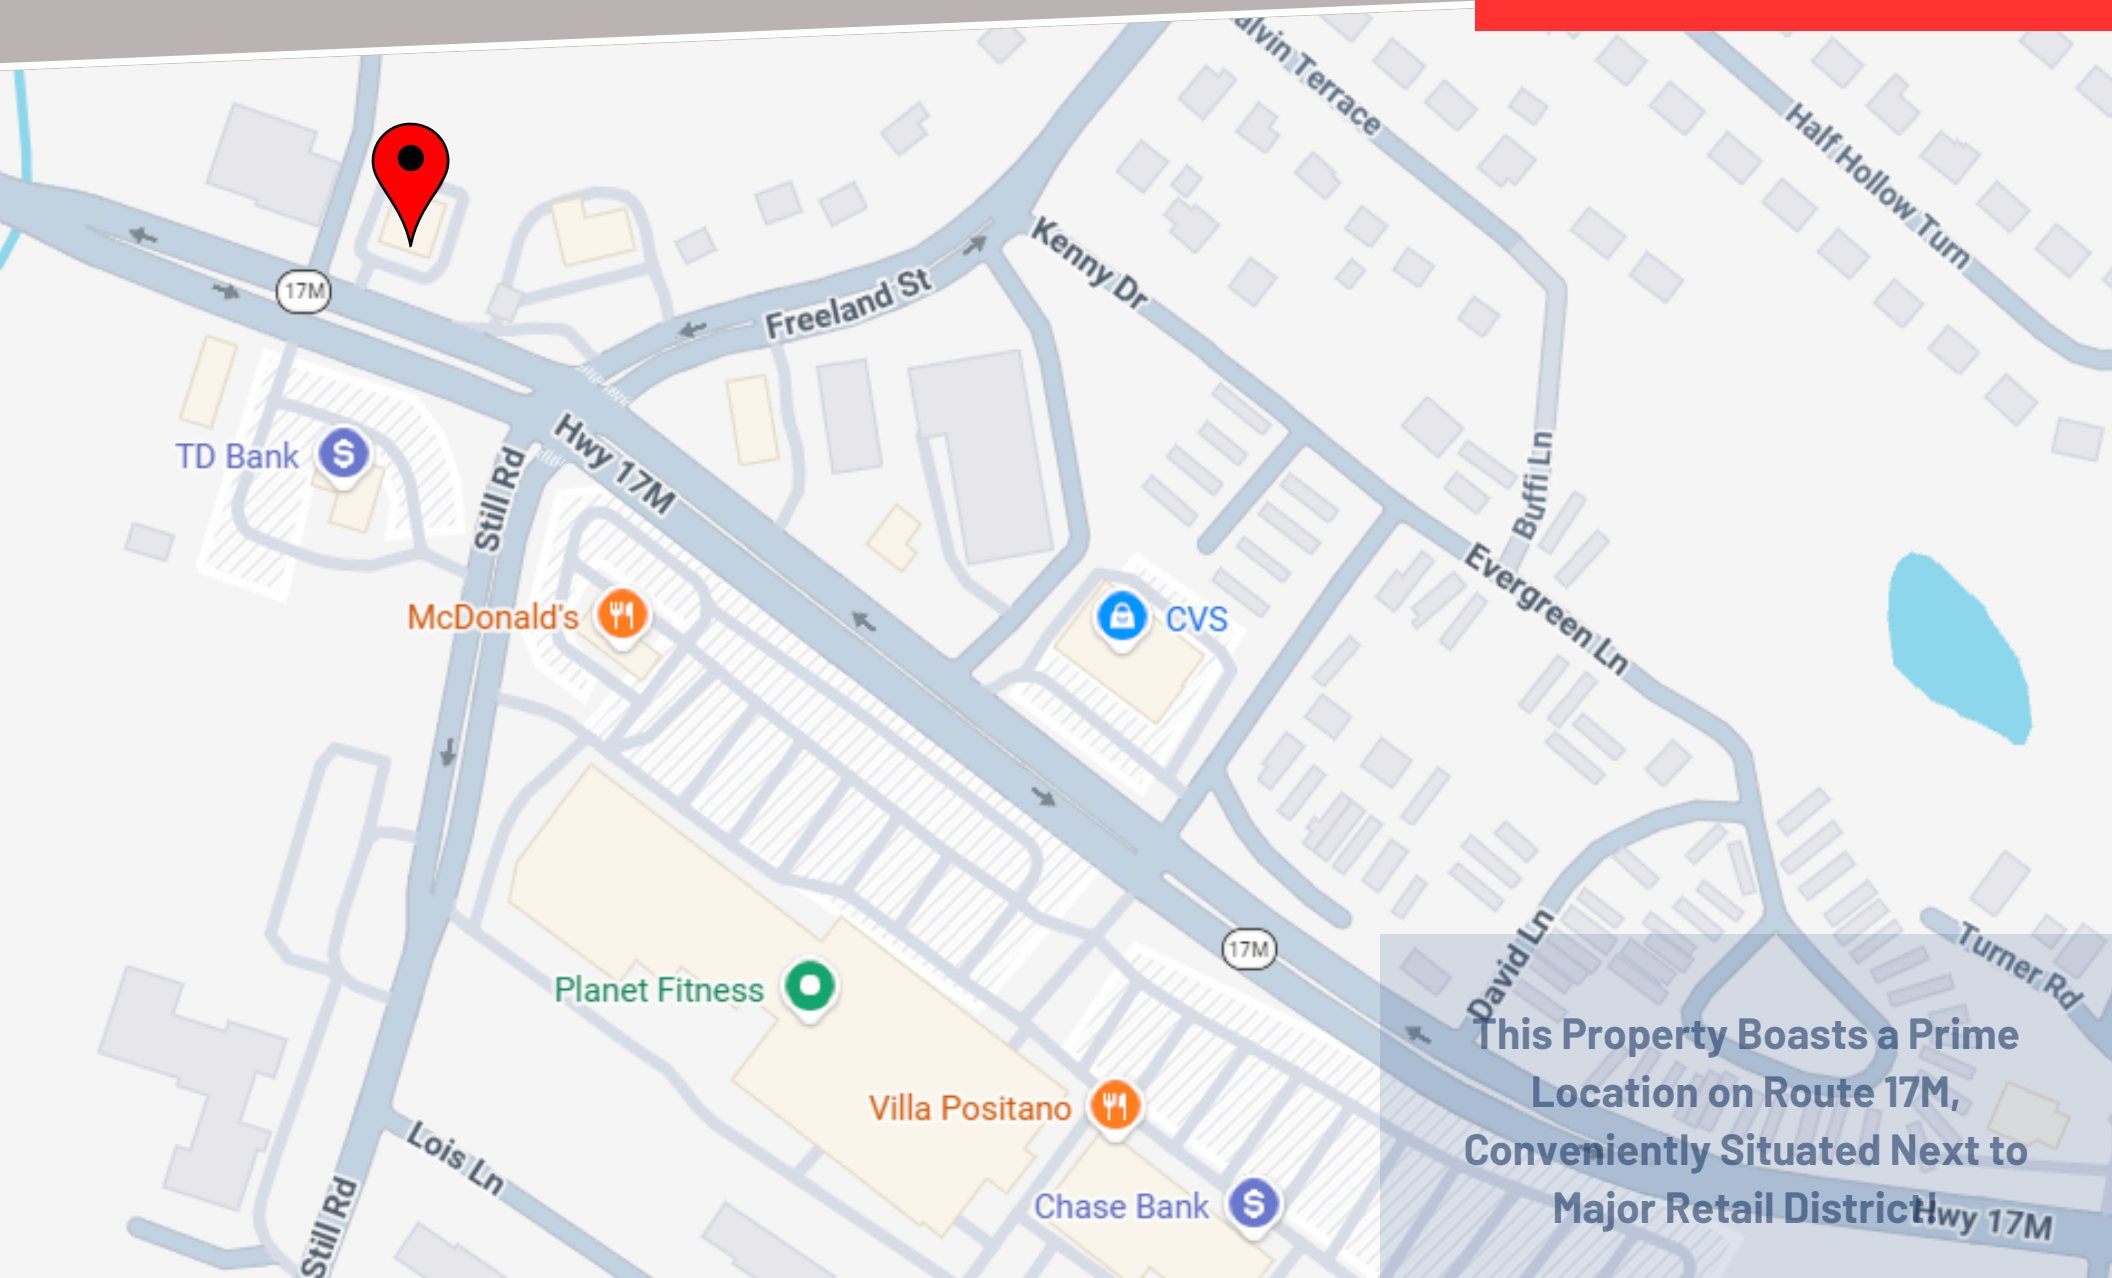 alvin Terrace
Half Hollow Turn
Kenny Dr
17M
Freeland St
TD Bank
Hwy 17M
Still Rd
Buffi Ln
Evergreen Ln
McDonald's
CVS
17M
David Ln
Turner Rd
Planet Fitness
Villa Positano
Lois Ln
Chase Bank
Still Rd
Hwy 17M
This Property Boasts a Prime
Location on Route 17M,
Conveniently Situated Next to
Major Retail District!